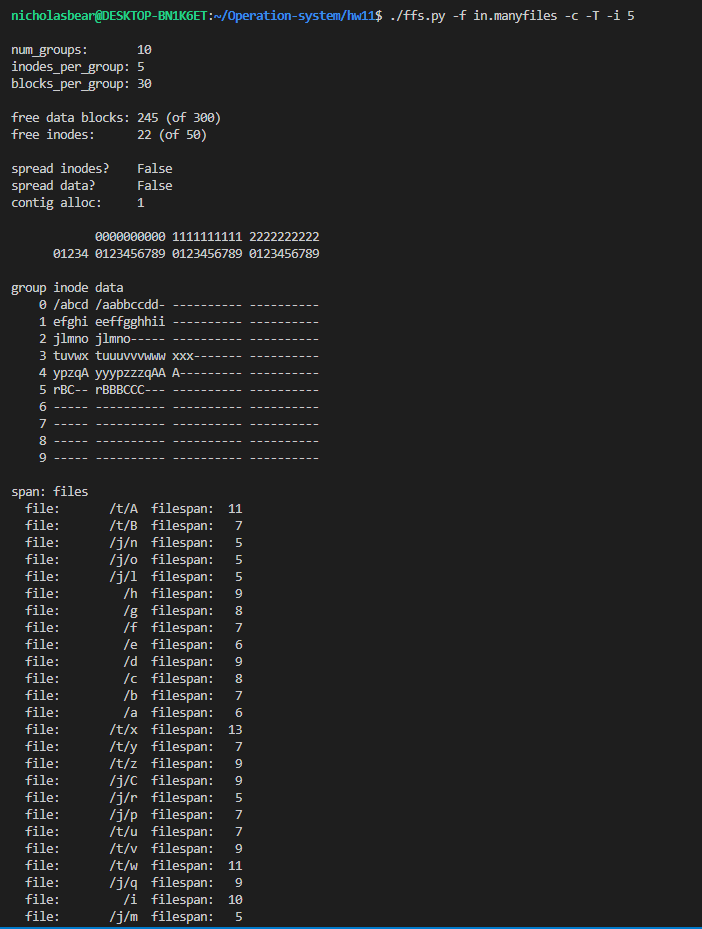 nicholasbear@DESKTOP-BN1K6ET:~/Operation-system/hw11$ ./ffs.py -f in.manyfiles -c -T -i 5
num_groups:       10
inodes_per_group: 5
blocks_per_group: 30
free data blocks: 245 (of 300)
free inodes:      22 (of 50)
spread inodes?    False
spread data?      False
contig alloc:     1
            0000000000 1111111111 2222222222
      01234 0123456789 0123456789 0123456789
group inode data
    0 /abcd /aabbccdd- ---------- ----------
    1 efghi eeffgghhii ---------- ----------
    2 jlmno jlmno----- ---------- ----------
    3 tuvwx tuuuvvvwww xxx------- ----------
    4 ypzqA yyypzzzqAA A--------- ----------
    5 rBC-- rBBBCCC--- ---------- ----------
    6 ----- ---------- ---------- ----------
    7 ----- ---------- ---------- ----------
    8 ----- ---------- ---------- ----------
    9 ----- ---------- ---------- ----------
span: files
  file:       /t/A  filespan:  11
  file:       /t/B  filespan:   7
  file:       /j/n  filespan:   5
  file:       /j/o  filespan:   5
  file:       /j/l  filespan:   5
  file:         /h  filespan:   9
  file:         /g  filespan:   8
  file:         /f  filespan:   7
  file:         /e  filespan:   6
  file:         /d  filespan:   9
  file:         /c  filespan:   8
  file:         /b  filespan:   7
  file:         /a  filespan:   6
  file:       /t/x  filespan:  13
  file:       /t/y  filespan:   7
  file:       /t/z  filespan:   9
  file:       /j/C  filespan:   9
  file:       /j/r  filespan:   5
  file:       /j/p  filespan:   7
  file:       /t/u  filespan:   7
  file:       /t/v  filespan:   9
  file:       /t/w  filespan:  11
  file:       /j/q  filespan:   9
  file:         /i  filespan:  10
  file:       /j/m  filespan:   5